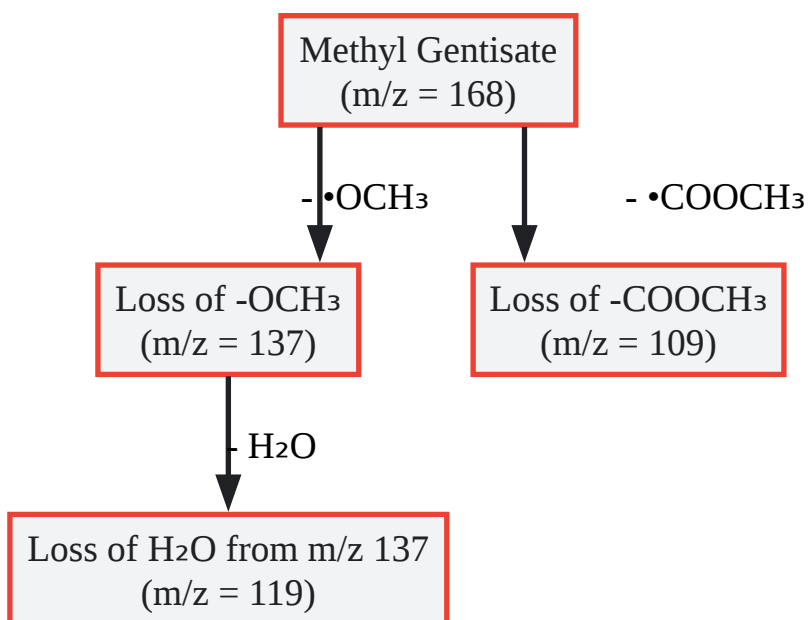 Methyl Gentisate
(m/z = 168)
- •OCH₃
- •COOCH₃
Loss of -OCH₃
(m/z = 137)
Loss of -COOCH₃
(m/z = 109)
- H₂O
Loss of H₂O from m/z 137
(m/z = 119)